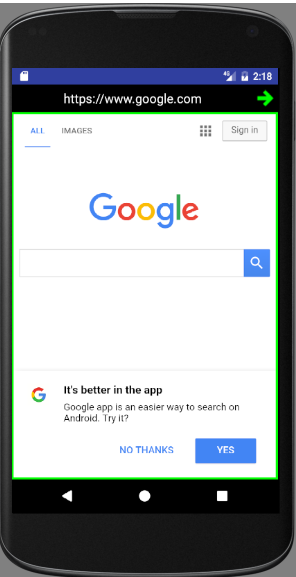 2:18
https://www.google.com
ALL IMAGES Sign in
Google
It's better in the app
Google app is an easier way to search on
Android. Try it?
NO THANKS YES